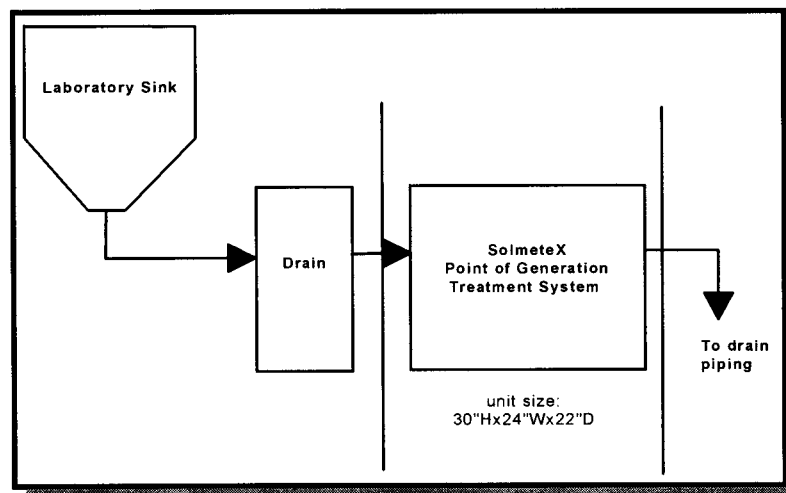 Laboratory Sink
Drain
SolmeteX
Point of Generation
Treatment System
unit size:
30"Hx24"Wx22"D
To drain
piping